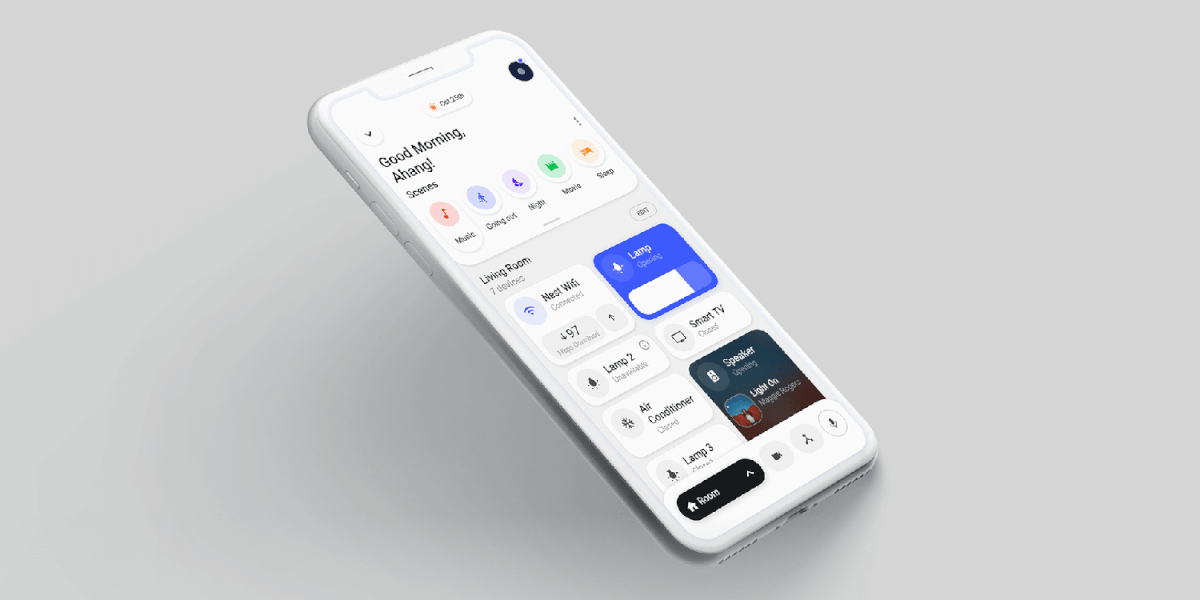 Oct 25th
Good Morning,
Ahang!
Scenes
Music
Going out
Night
Movie
Sleep
Living Room
7 devices
EDIT
Nest Wifi
Connected
↓97
Mbps Download
Lamp
Opening
Lamp 2
Unavailable
Smart TV
Closed
Air
Conditioner
Closed
Speaker
Opening
Light On
Maggie Rogers
Lamp 3
Closed
Room